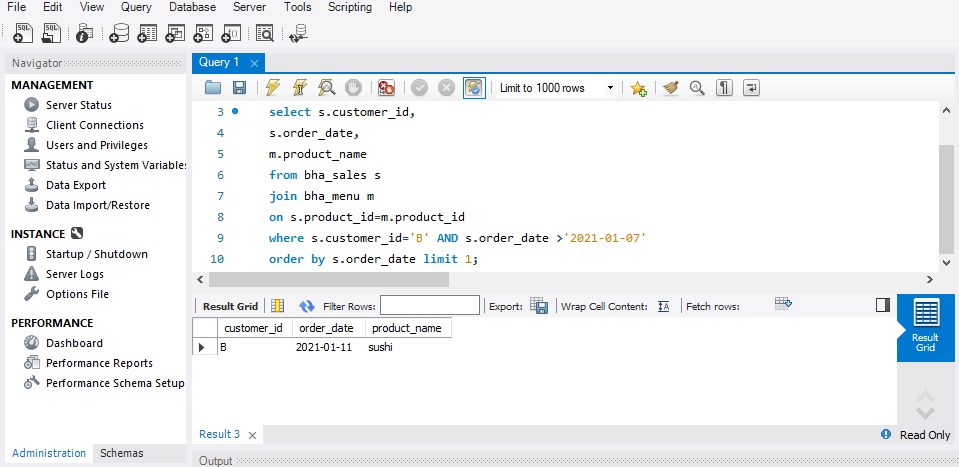 File Edit View Query Database Server Tools Scripting Help
Navigator
MANAGEMENT
Server Status
Client Connections
Users and Privileges
Status and System Variables
Data Export
Data Import/Restore
INSTANCE
Startup / Shutdown
Server Logs
Options File
PERFORMANCE
Dashboard
Performance Reports
Performance Schema Setup
Administration Schemas
Query 1
Limit to 1000 rows
3 select s.customer_id,
4 s.order_date,
5 m.product_name
6 from bha_sales s
7 join bha_menu m
8 on s.product_id=m.product_id
9 where s.customer_id='B' AND s.order_date >'2021-01-07'
10 order by s.order_date limit 1;
Result Grid Filter Rows: Export: Wrap Cell Content: Fetch rows:
customer_id order_date product_name
B 2021-01-11 sushi
Result Grid
Result 3
Read Only
Output